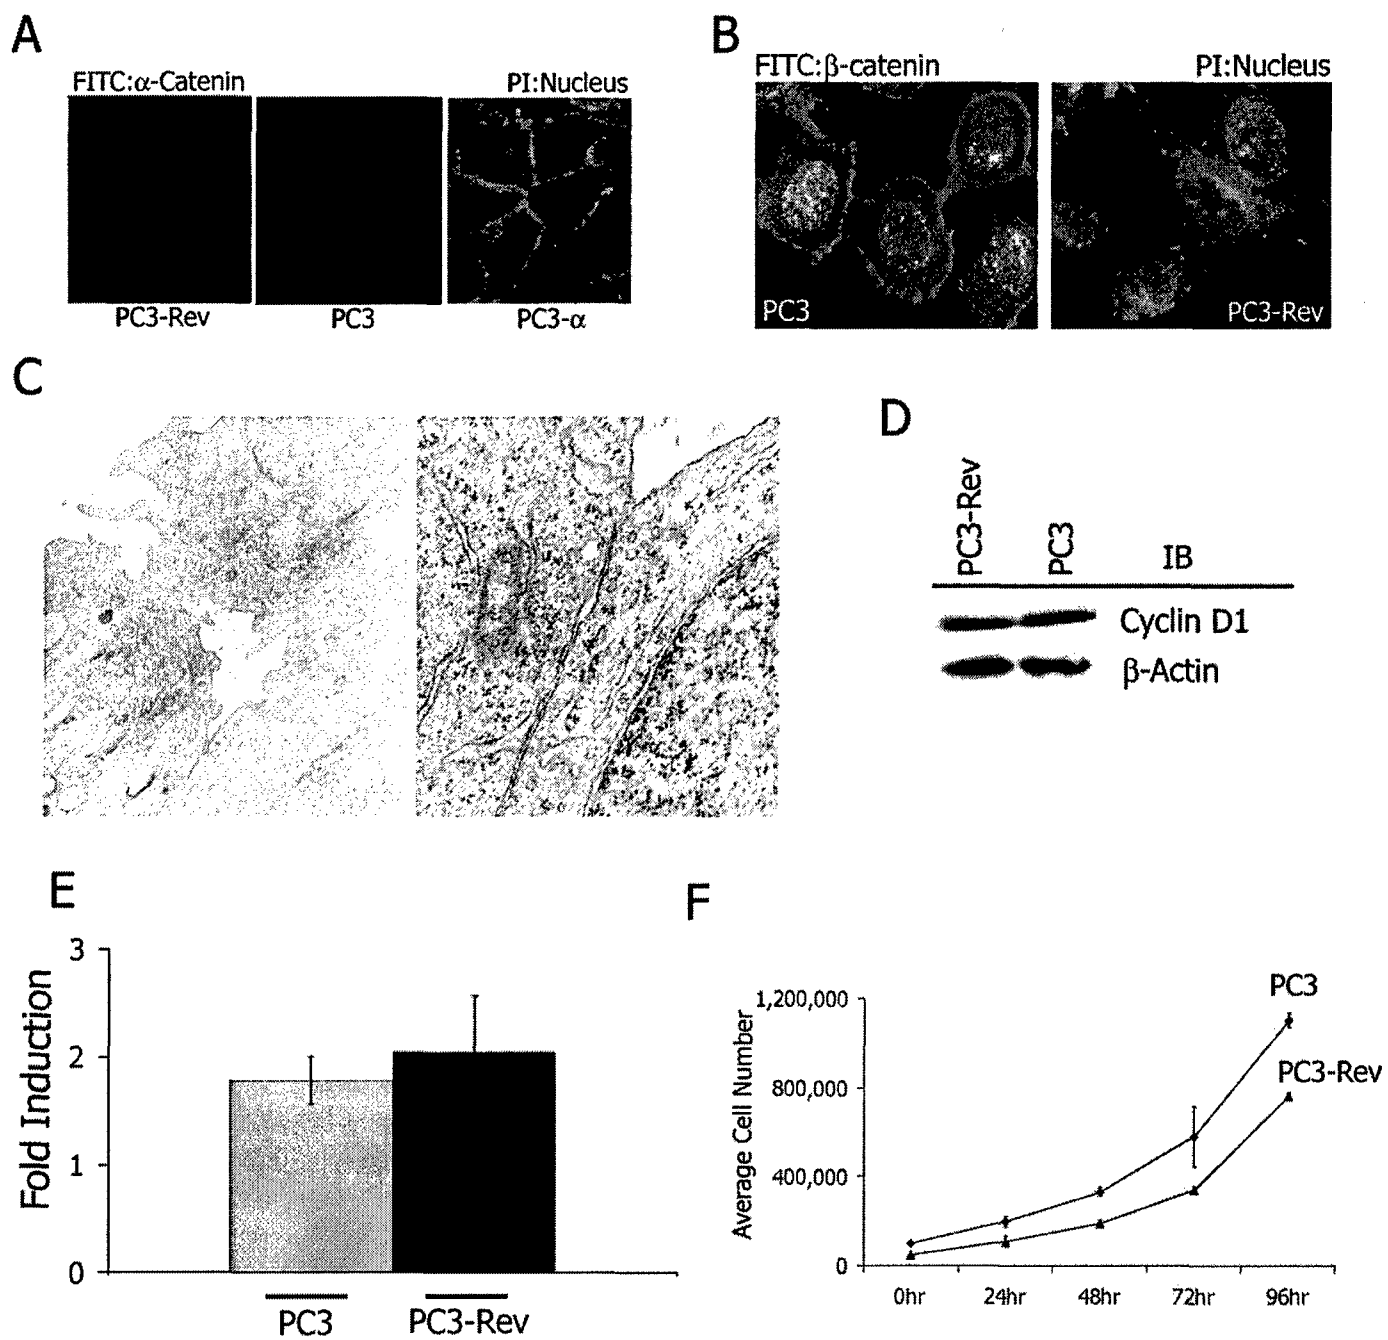 A
FITC:α-Catenin
PI:Nucleus
PC3-Rev
PC3
PC3-α
B
FITC:β-catenin
PI:Nucleus
PC3
PC3-Rev
C
D
PC3-Rev
PC3
IB
Cyclin D1
β-Actin
E
Fold Induction
3
2
1
0
PC3
PC3-Rev
F
Average Cell Number
1,200,000
800,000
400,000
0
PC3
PC3-Rev
0hr
24hr
48hr
72hr
96hr